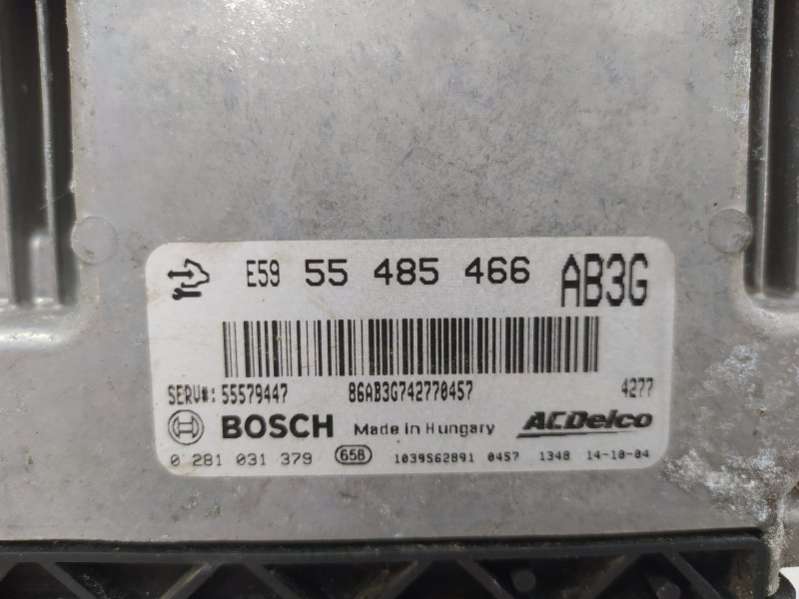 E59 55 485 466 AB3G
SERV#: 55579447 86AB3G742770457 4277
BOSCH Made in Hungary ACDelco
0 281 031 379 658 1039S62891 0457 1348 14-10-04